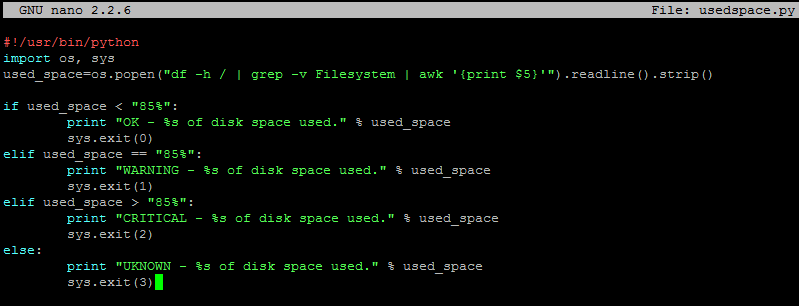 GNU nano 2.2.6 File: usedspace.py
#!/usr/bin/python
import os, sys
used_space=os.popen("df -h / | grep -v Filesystem | awk '{print $5}'").readline().strip()
if used_space < "85%":
        print "OK - %s of disk space used." % used_space
        sys.exit(0)
elif used_space == "85%":
        print "WARNING - %s of disk space used." % used_space
        sys.exit(1)
elif used_space > "85%":
        print "CRITICAL - %s of disk space used." % used_space
        sys.exit(2)
else:
        print "UKNOWN - %s of disk space used." % used_space
        sys.exit(3)